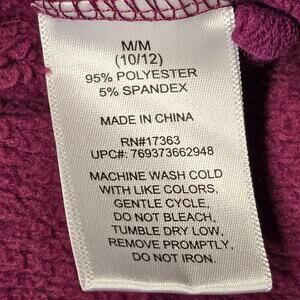 M/M
(10/12)
95% POLYESTER
5% SPANDEX
MADE IN CHINA
RN#17363
UPC#: 769373662948
MACHINE WASH COLD
WITH LIKE COLORS,
GENTLE CYCLE,
DO NOT BLEACH,
TUMBLE DRY LOW,
REMOVE PROMPTLY,
DO NOT IRON.